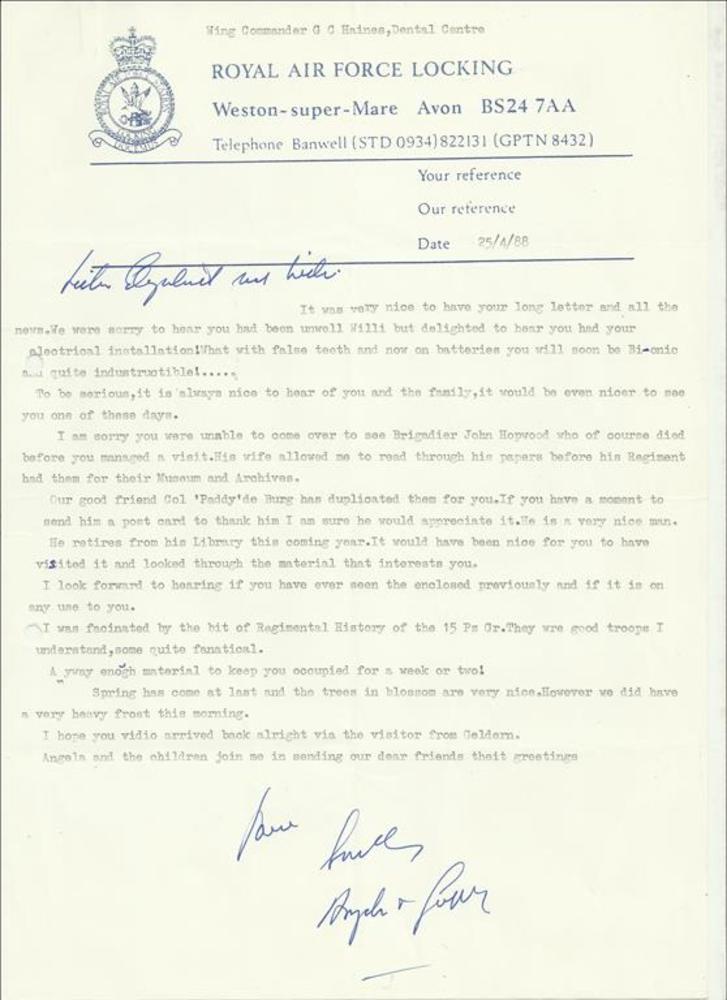 Wing Commander G C Haines,Dental Centre
ROYAL AIR FORCE LOCKING
Weston-super-Mare Avon BS24 7AA
Telephone Banwell (STD 0934) 822131 (GPTN 8432)
Your reference
Our reference
Date 25/4/88
It was very nice to have your long letter and all the
news.We were sorry to hear you had been unwell Willi but delighted to hear you had your
electrical installation!What with false teeth and now on batteries you will soon be Bi-onic
quite industructible!.....
To be serious,it is always nice to hear of you and the family,it would be even nicer to see
you one of these days.
I am sorry you were unable to come over to see Brigadier John Hopwood who of course died
before you managed a visit.His wife allowed me to read through his papers before his Regiment
had them for their Museum and Archives.
Our good friend Col 'Paddy'de Burg has duplicated them for you.If you have a moment to
send him a post card to thank him I am sure he would appreciate it.He is a very nice man.
He retires from his Library this coming year.It would have been nice for you to have
visited it and looked through the material that interests you.
I look forward to hearing if you have ever seen the enclosed previously and if it is on
any use to you.
I was facinated by the bit of Regimental History of the 15 Pz Gr.They wre good troops I
understand,some quite fanatical.
A yway enogh material to keep you occupied for a week or two!
Spring has come at last and the trees in blossom are very nice.However we did have
a very heavy frost this morning.
I hope you vidio arrived back alright via the visitor from Geldern.
Angela and the children join me in sending our dear friends theit greetings